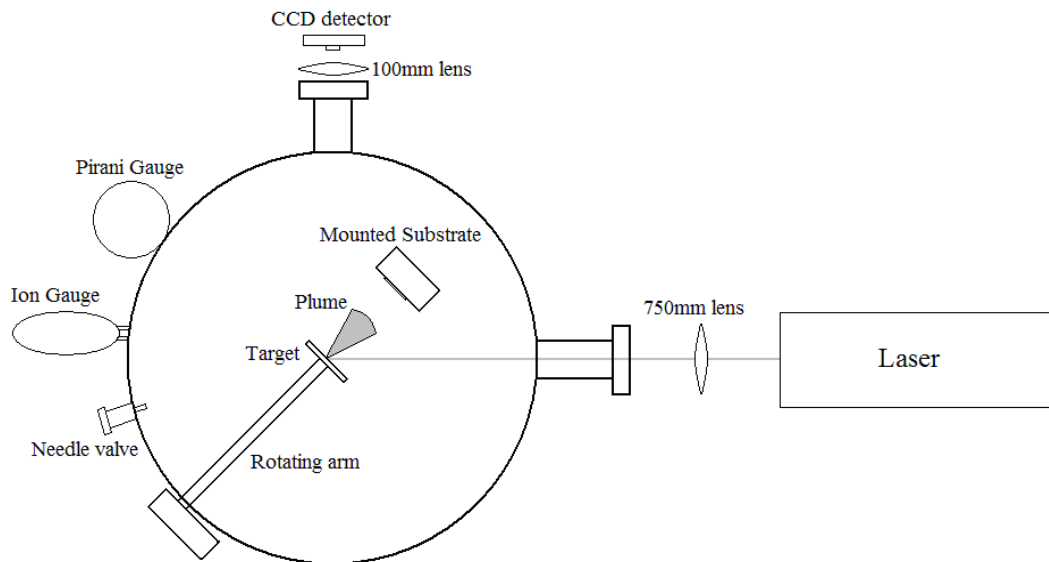 CCD detector
100mm lens
Pirani Gauge
Mounted Substrate
Ion Gauge
Plume
750mm lens
Target
Laser
Needle valve
Rotating arm